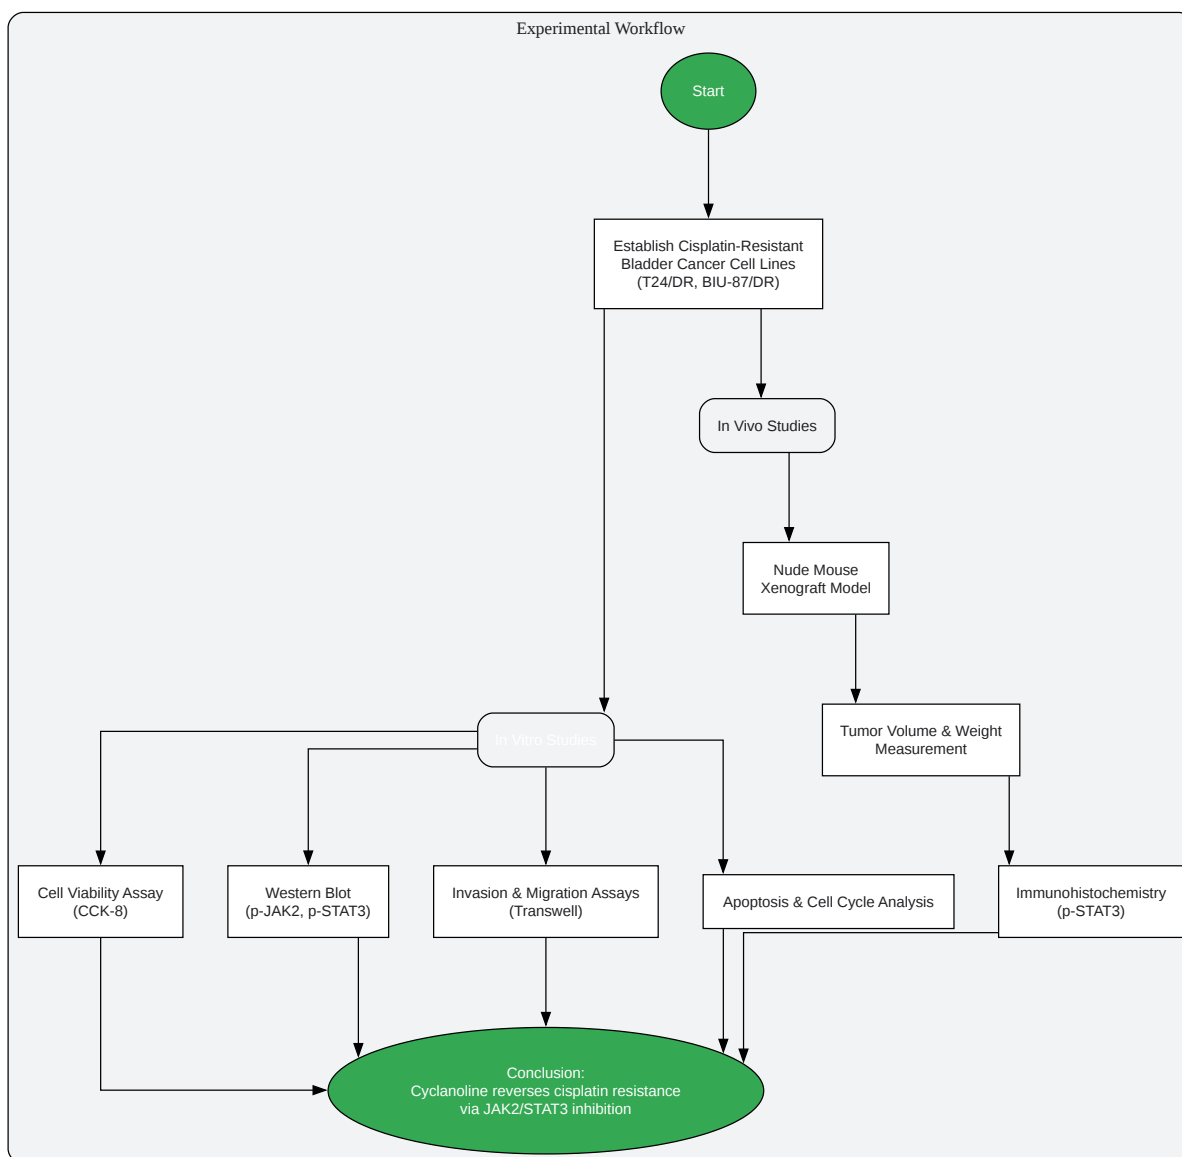 Experimental Workflow
Start
Establish Cisplatin-Resistant
Bladder Cancer Cell Lines
(T24/DR, BIU-87/DR)
In Vivo Studies
Nude Mouse
Xenograft Model
Tumor Volume & Weight
Measurement
In Vitro Studies
Cell Viability Assay
(CCK-8)
Western Blot
(p-JAK2, p-STAT3)
Invasion & Migration Assays
(Transwell)
Apoptosis & Cell Cycle Analysis
Immunohistochemistry
(p-STAT3)
Conclusion:
Cyclanoline reverses cisplatin resistance
via JAK2/STAT3 inhibition